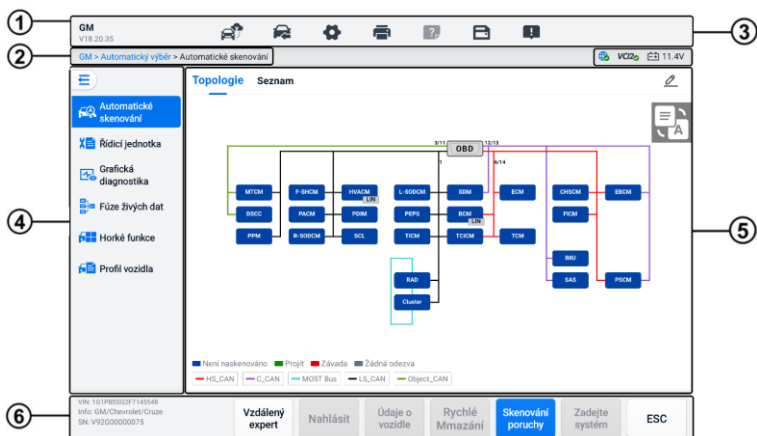 1
GM
V18.20.35
3
2
GM > Automatický výběr > Automatické skenování
VCI2 11.4V
Automatické skenování
Řídicí jednotka
Grafická diagnostika
Fúze živých dat
Horké funkce
Profil vozidla
4
Topologie Seznam
A
3/11 OBD 12/13
1 6/14
MTCM F-SHCM HVACM L-SODCM SDM ECM CHSCM EBCM
LIN
DSCC PACM PDIM PEPS BCM FICM
LIN
PPM R-SODCM SCL TICM TCICM TCM
IMU
RAD SAS PSCM
Cluster
5
Není naskenováno Projít Závada Žádná odezva
HS_CAN C_CAN MOST Bus LS_CAN Object_CAN
6
VIN: 1G1PB5SG2F7145548
Info: GM/Chevrolet/Cruze
SN: V92G00000075
Vzdálený expert
Nahlásit
Údaje o vozidle
Rychlé Mmazání
Skenování poruchy
Zadejte systém
ESC